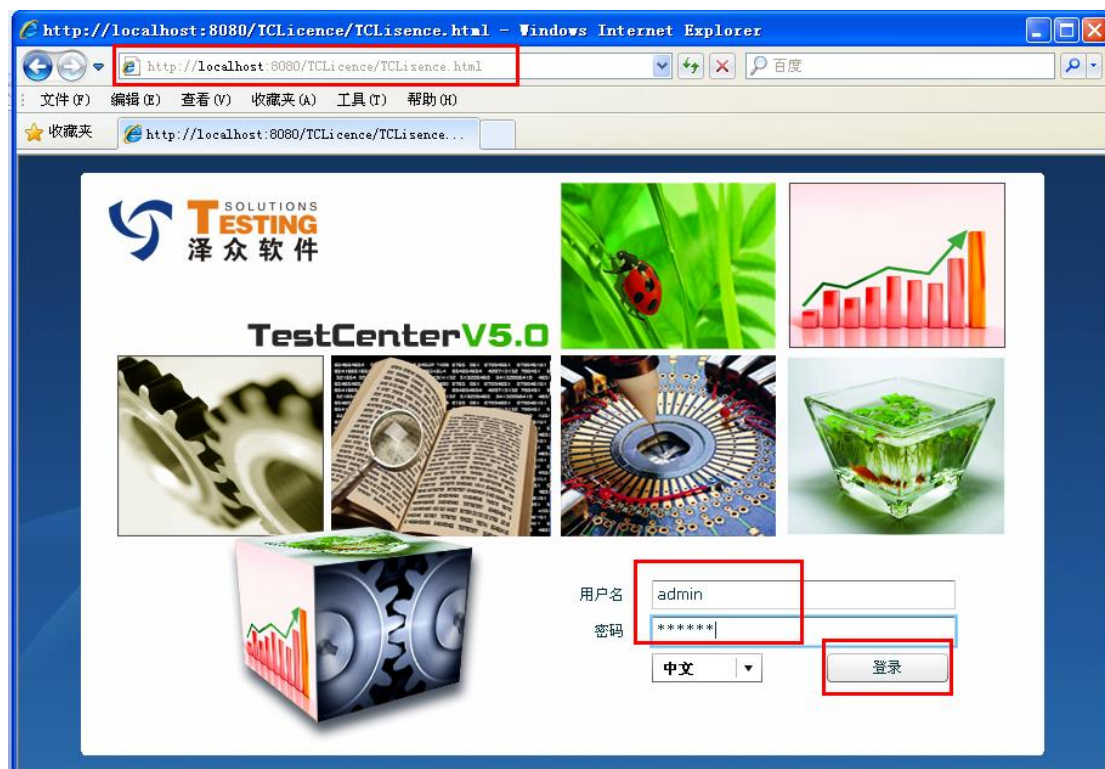 http://localhost:8080/TCLicence/TCLisence.html - Windows Internet Explorer
http://localhost:8080/TCLicence/TCLisence.html
百度
文件(F) 编辑(E) 查看(V) 收藏夹(A) 工具(T) 帮助(H)
收藏夹
http://localhost:8080/TCLicence/TCLisence...
SOLUTIONS
TESTING
泽众软件
TestCenterV5.0
用户名 admin
密码 ******
中文
登录